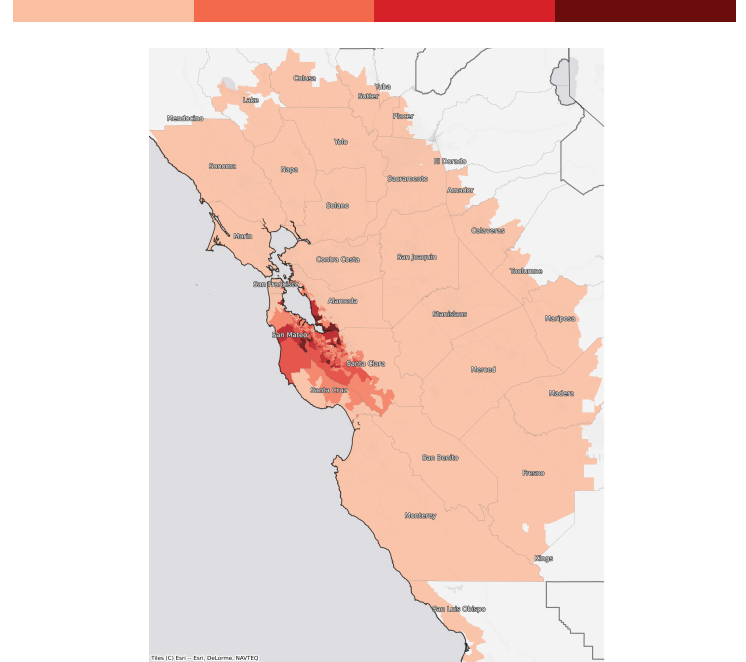 Colusa
Yuba
Sutter
Lake
Placer
Mendocino
Yolo
El Dorado
Sonoma
Napa
Sacramento
Amador
Solano
Calaveras
Marin
Contra Costa
San Joaquin
Tuolumne
San Francisco
Alameda
Stanislaus
Mariposa
San Mateo
Santa Clara
Merced
Santa Cruz
Madera
San Benito
Fresno
Monterey
Kings
San Luis Obispo
Tiles (C) Esri -- Esri, DeLorme, NAVTEQ